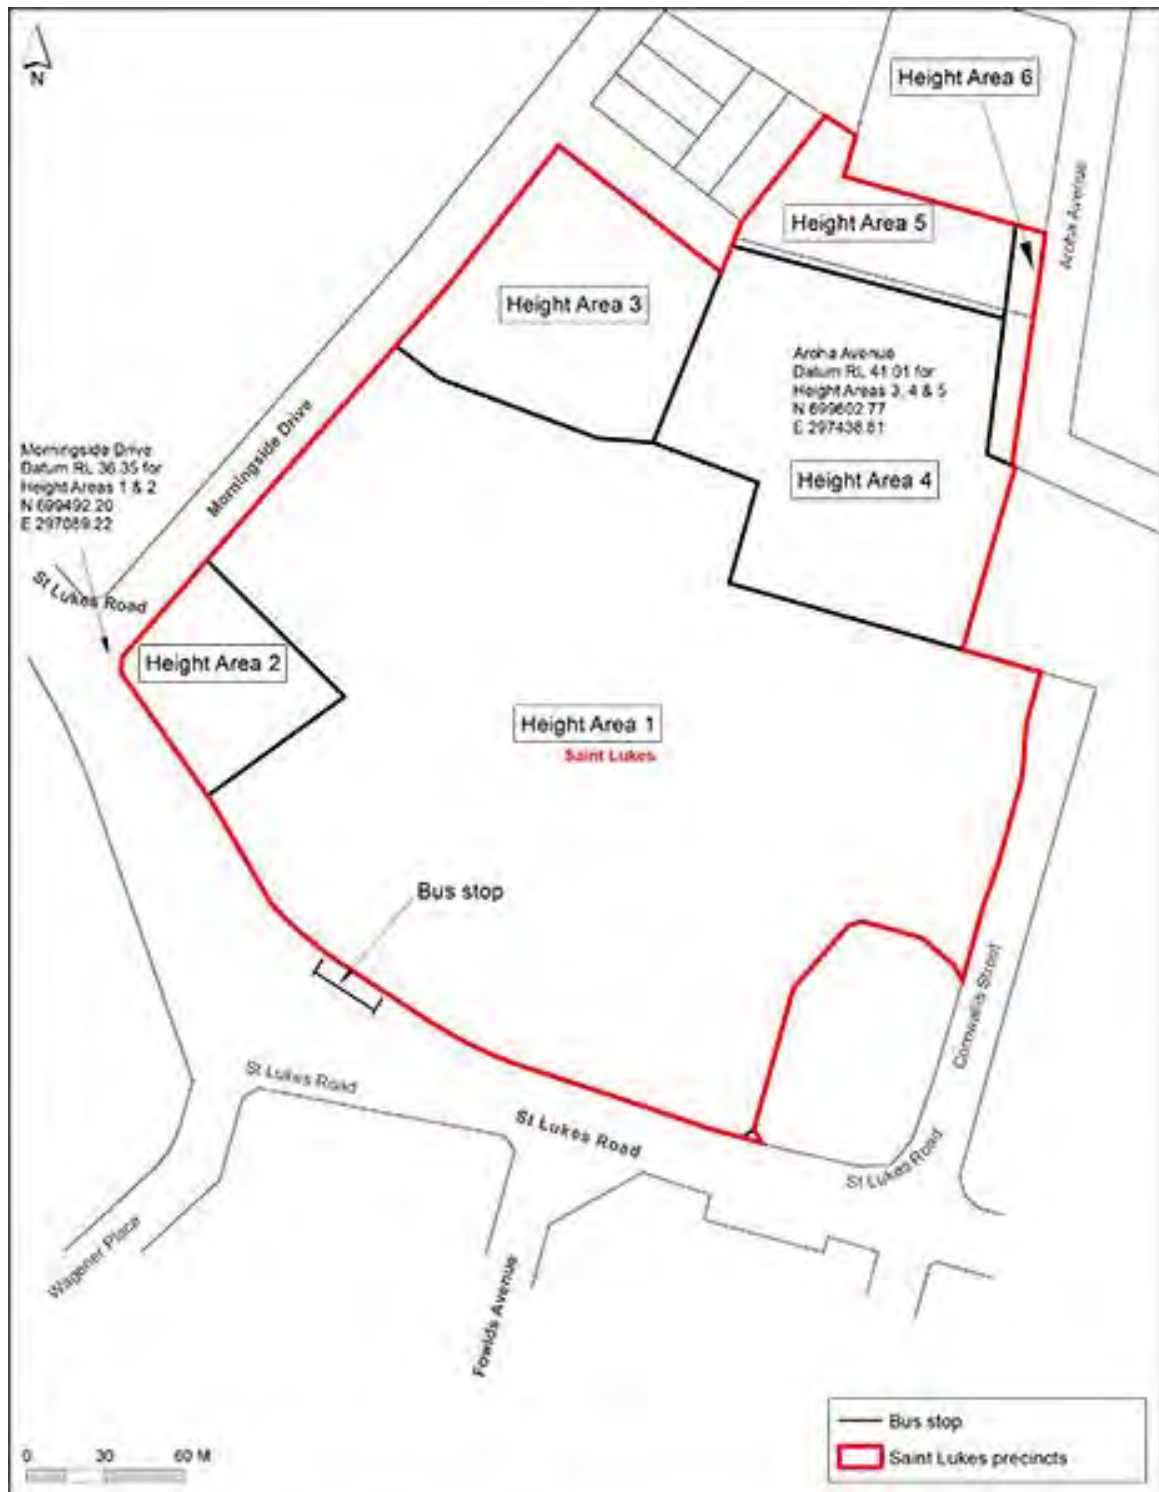 N
Height Area 6
Aroha Avenue
Height Area 5
Height Area 3
Aroha Avenue
Datum RL 41.01 for
Height Areas 3, 4 & 5
N 699602.77
E 297438.81
Morningside Drive
Morningside Drive
Datum RL 36.35 for
Height Areas 1 & 2
N 699492.20
E 297089.22
Height Area 4
St Lukes Road
Height Area 2
Height Area 1
Saint Lukes
Bus stop
Cornwallis Street
St Lukes Road
St Lukes Road
St Lukes Road
Wagener Place
Fowlds Avenue
Bus stop
Saint Lukes precincts
0 30 60 M